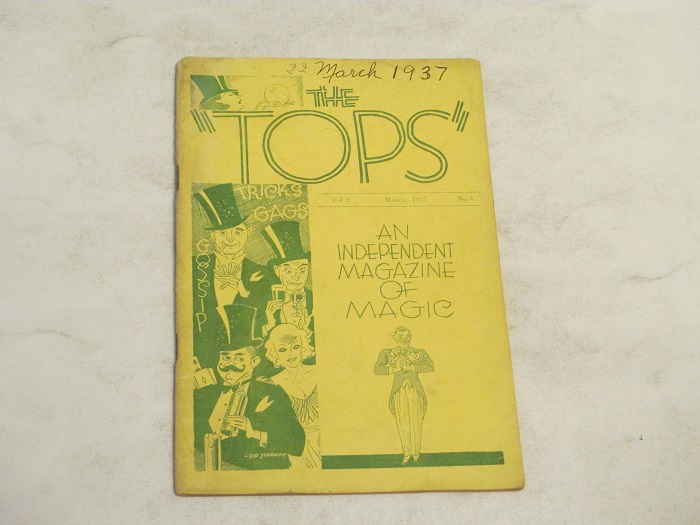 22 March 1937
THE
"TOPS"
TRICKS
GAGS
GOSSIP
Vol 2 March, 1937 No.
AN
INDEPENDENT
MAGAZINE
OF
MAGIC
-SID LORRAINE-